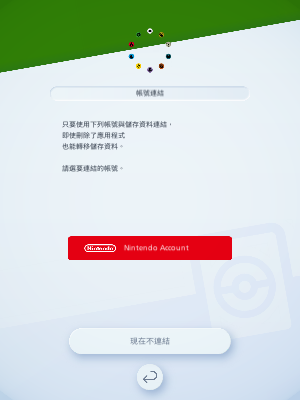 帳號連結
只要使用下列帳號與儲存資料連結，
即使刪除了應用程式
也能轉移儲存資料。
請選要連結的帳號。
Nintendo Nintendo Account
現在不連結